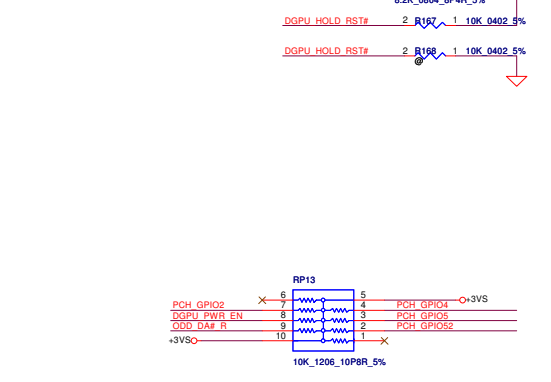 8.2K_0804_8P4R_5%
DGPU_HOLD_RST# 2 R167 1 10K_0402_5%
DGPU_HOLD_RST# 2 R168 1 10K_0402_5%
@
RP13
6 5 +3VS
PCH_GPIO2 7 4 PCH_GPIO4
DGPU_PWR_EN 8 3 PCH_GPIO5
ODD_DA#_R 9 2 PCH_GPIO52
+3VS 10 1
10K_1206_10P8R_5%